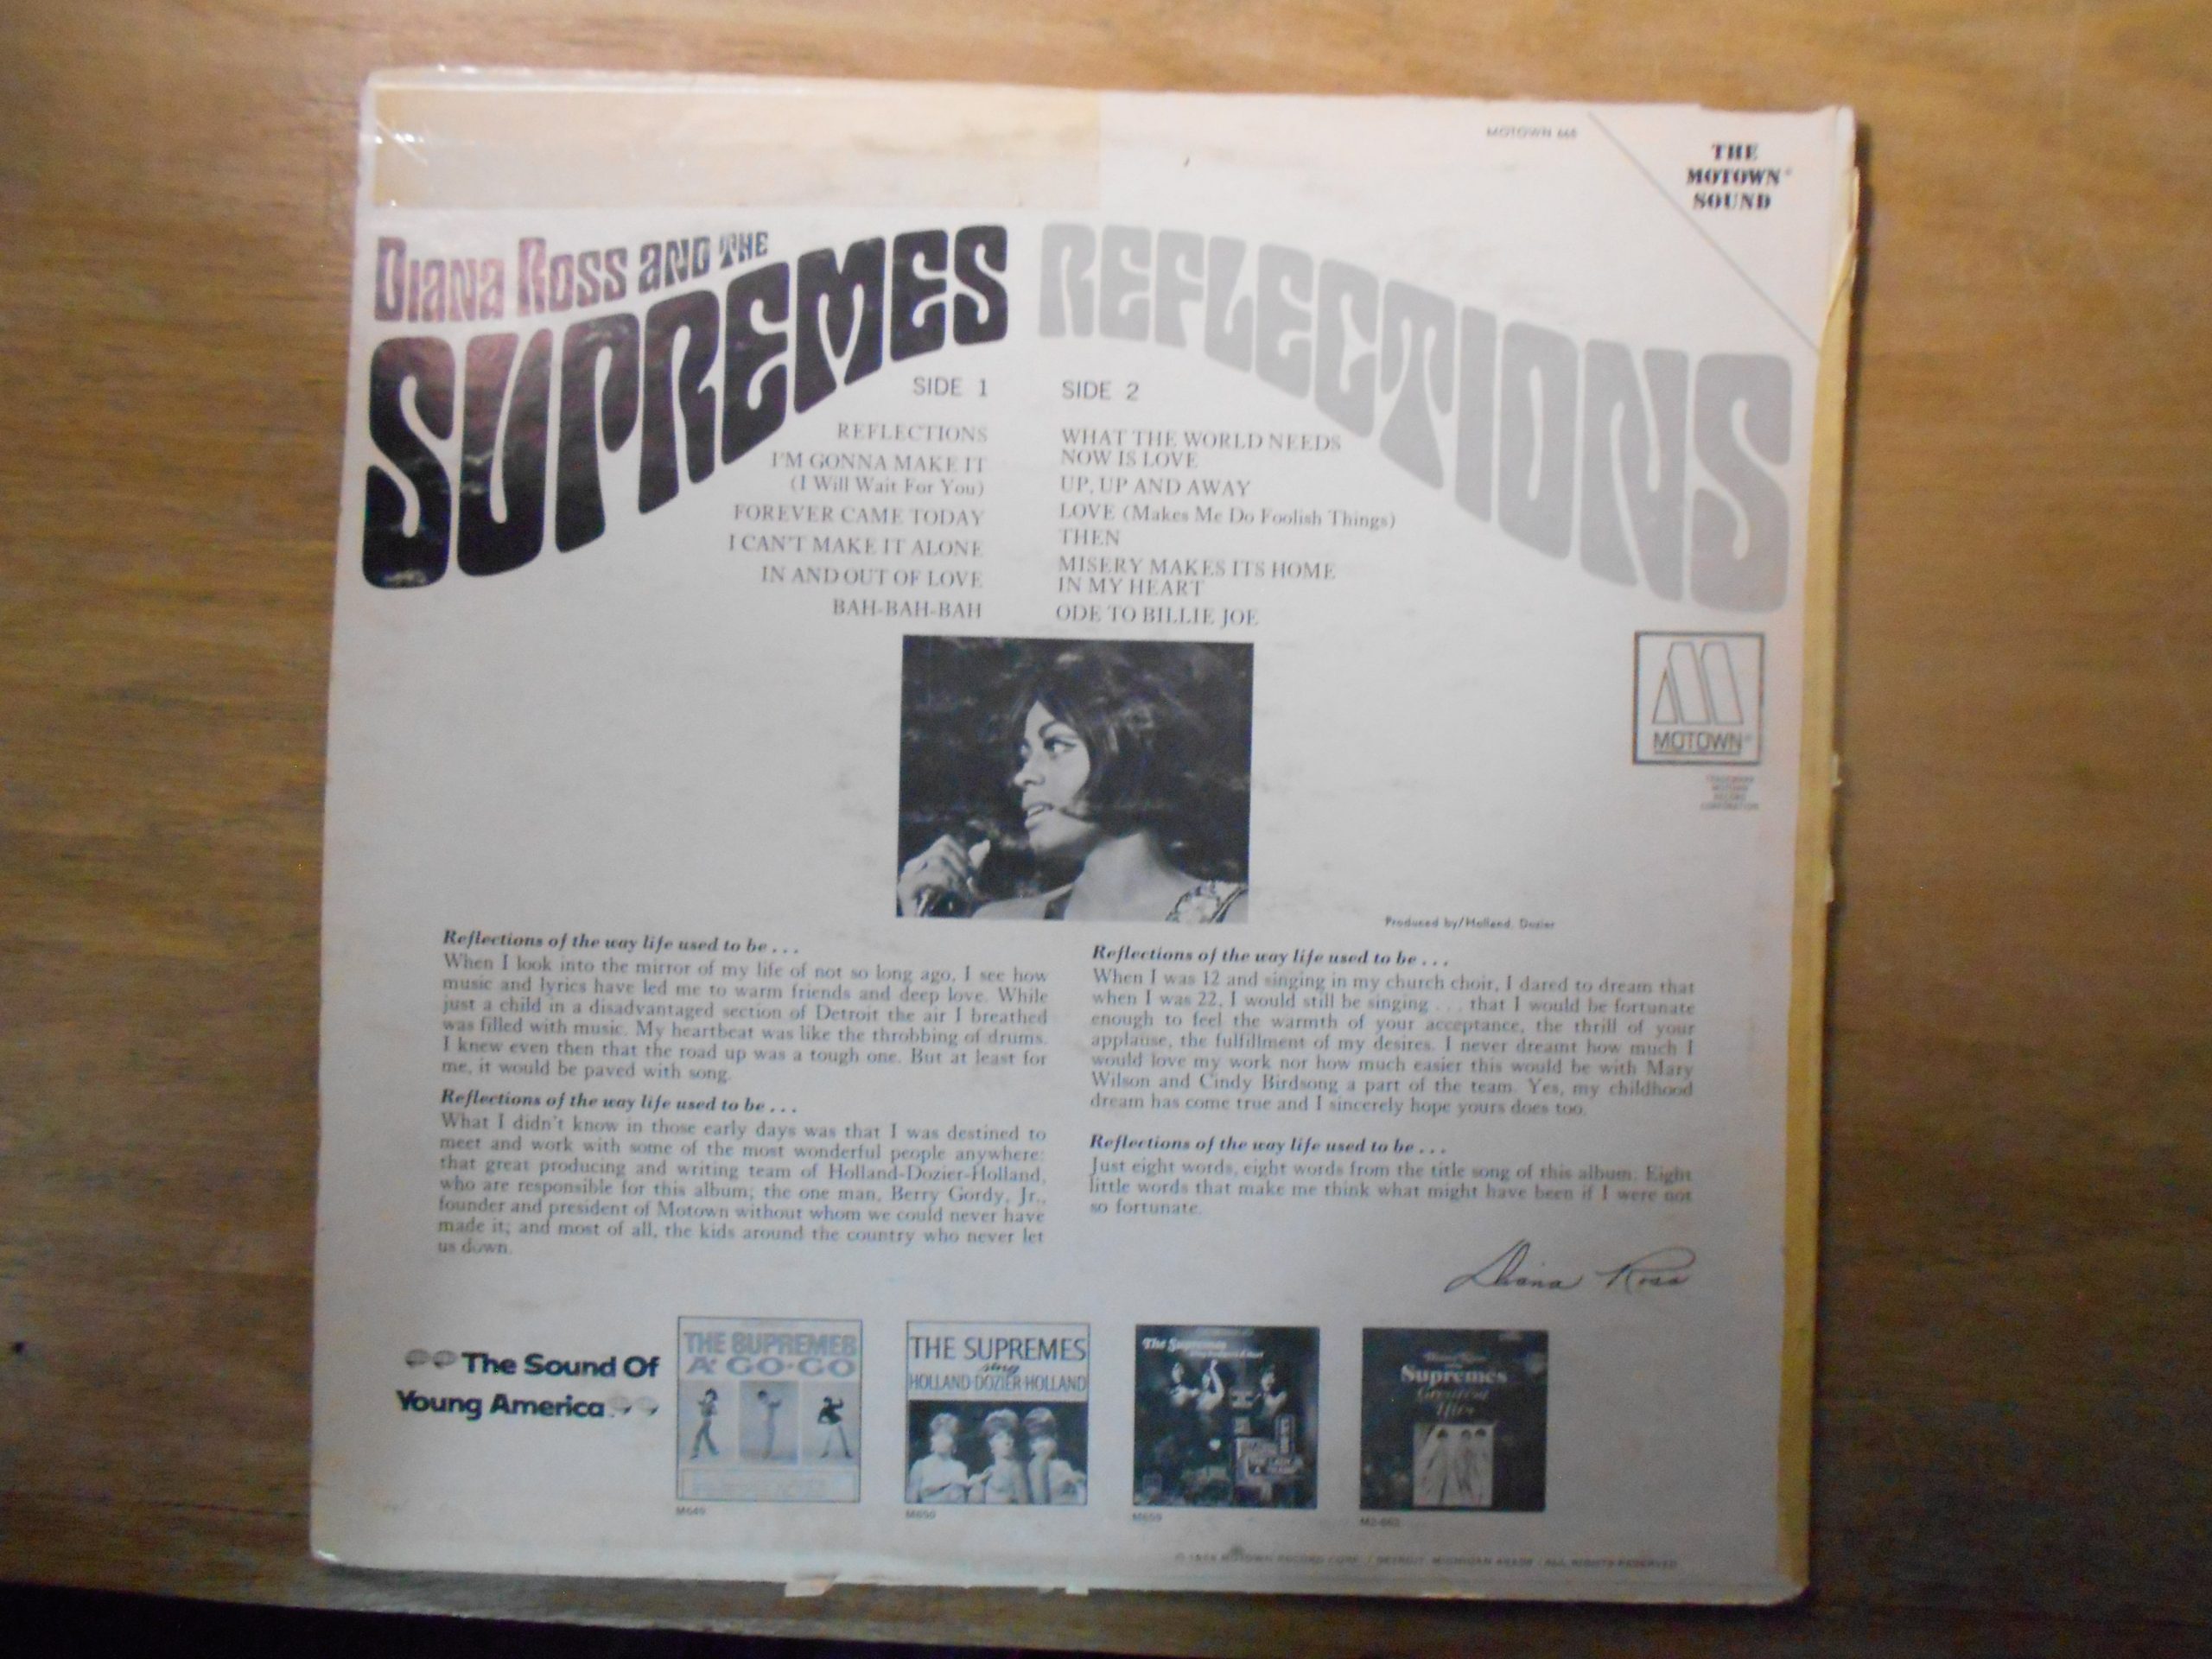 MOTOWN 665
THE
MOTOWN®
SOUND
DIANA ROSS AND THE
SUPREMES
REFLECTIONS
SIDE 1
REFLECTIONS
I'M GONNA MAKE IT
(I Will Wait For You)
FOREVER CAME TODAY
I CAN'T MAKE IT ALONE
IN AND OUT OF LOVE
BAH-BAH-BAH
SIDE 2
WHAT THE WORLD NEEDS
NOW IS LOVE
UP, UP AND AWAY
LOVE (Makes Me Do Foolish Things)
THEN
MISERY MAKES ITS HOME
IN MY HEART
ODE TO BILLIE JOE
M
MOTOWN®
TRADEMARK
MOTOWN
RECORD
CORPORATION
Produced by/Holland, Dozier
Reflections of the way life used to be . . .
When I look into the mirror of my life of not so long ago, I see how
music and lyrics have led me to warm friends and deep love. While
just a child in a disadvantaged section of Detroit the air I breathed
was filled with music. My heartbeat was like the throbbing of drums.
I knew even then that the road up was a tough one. But at least for
me, it would be paved with song.
Reflections of the way life used to be . . .
What I didn't know in those early days was that I was destined to
meet and work with some of the most wonderful people anywhere:
that great producing and writing team of Holland-Dozier-Holland,
who are responsible for this album; the one man, Berry Gordy, Jr.,
founder and president of Motown without whom we could never have
made it; and most of all, the kids around the country who never let
us down.
Reflections of the way life used to be . . .
When I was 12 and singing in my church choir, I dared to dream that
when I was 22, I would still be singing . . . that I would be fortunate
enough to feel the warmth of your acceptance, the thrill of your
applause, the fulfillment of my desires. I never dreamt how much I
would love my work nor how much easier this would be with Mary
Wilson and Cindy Birdsong a part of the team. Yes, my childhood
dream has come true and I sincerely hope yours does too.
Reflections of the way life used to be . . .
Just eight words, eight words from the title song of this album. Eight
little words that make me think what might have been if I were not
so fortunate.
Diana Ross
The Sound Of
Young America
THE SUPREMES
A' GO-GO
M649
THE SUPREMES
sing
HOLLAND-DOZIER-HOLLAND
M650
The Supremes
M659
Supremes
Greatest
Hits
M2-663
MOTOWN RECORD CORP. / DETROIT, MICHIGAN / ALL RIGHTS RESERVED